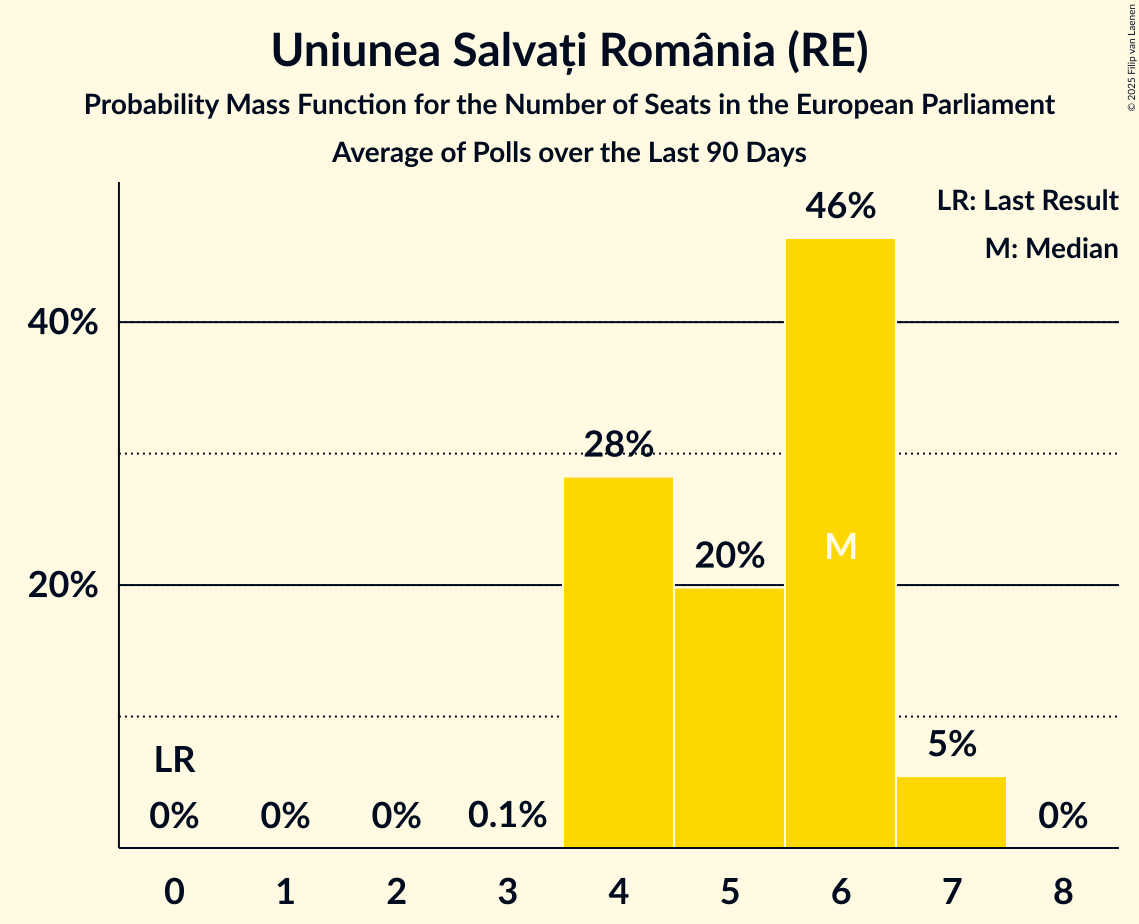 Uniunea Salvați România (RE)
Probability Mass Function for the Number of Seats in the European Parliament
Average of Polls over the Last 90 Days
© 2025 Filip van Laenen
LR: Last Result
M: Median
46%
40%
28%
20%
M
20%
LR
5%
0%
0%
0%
0.1%
0%
0
1
2
3
4
5
6
7
8